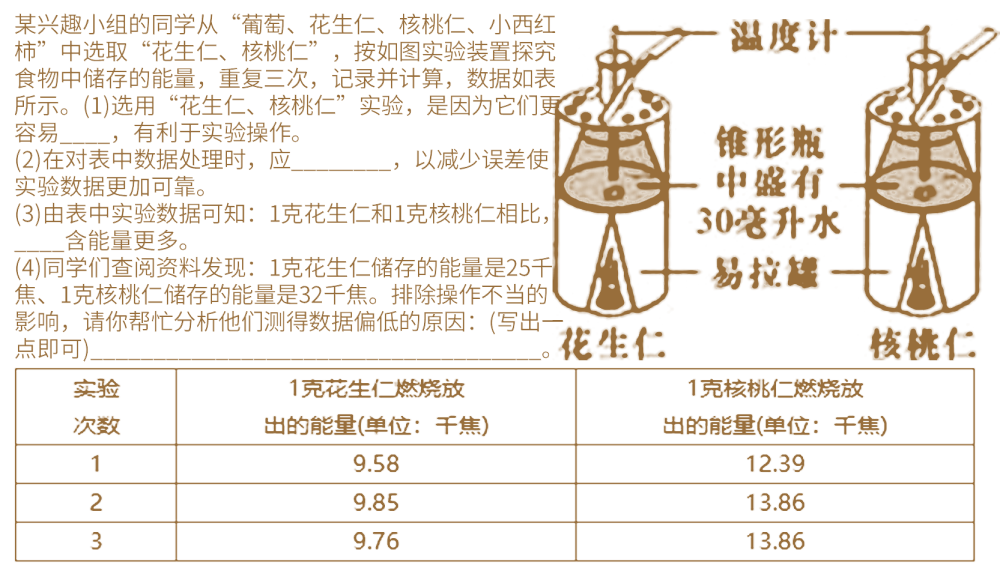 某兴趣小组的同学从“葡萄、花生仁、核桃仁、小西红
柿”中选取“花生仁、核桃仁”，按如图实验装置探究
食物中储存的能量，重复三次，记录并计算，数据如表
所示。(1)选用“花生仁、核桃仁”实验，是因为它们更
容易____，有利于实验操作。
(2)在对表中数据处理时，应________，以减少误差使
实验数据更加可靠。
(3)由表中实验数据可知：1克花生仁和1克核桃仁相比，
____含能量更多。
(4)同学们查阅资料发现：1克花生仁储存的能量是25千
焦、1克核桃仁储存的能量是32千焦。排除操作不当的
影响，请你帮忙分析他们测得数据偏低的原因：(写出一
点即可)____________________________________。
温度计
锥形瓶
中盛有
30毫升水
易拉罐
花生仁
核桃仁
实验
次数
1克花生仁燃烧放
出的能量(单位：千焦)
1克核桃仁燃烧放
出的能量(单位：千焦)
1 9.58 12.39
2 9.85 13.86
3 9.76 13.86